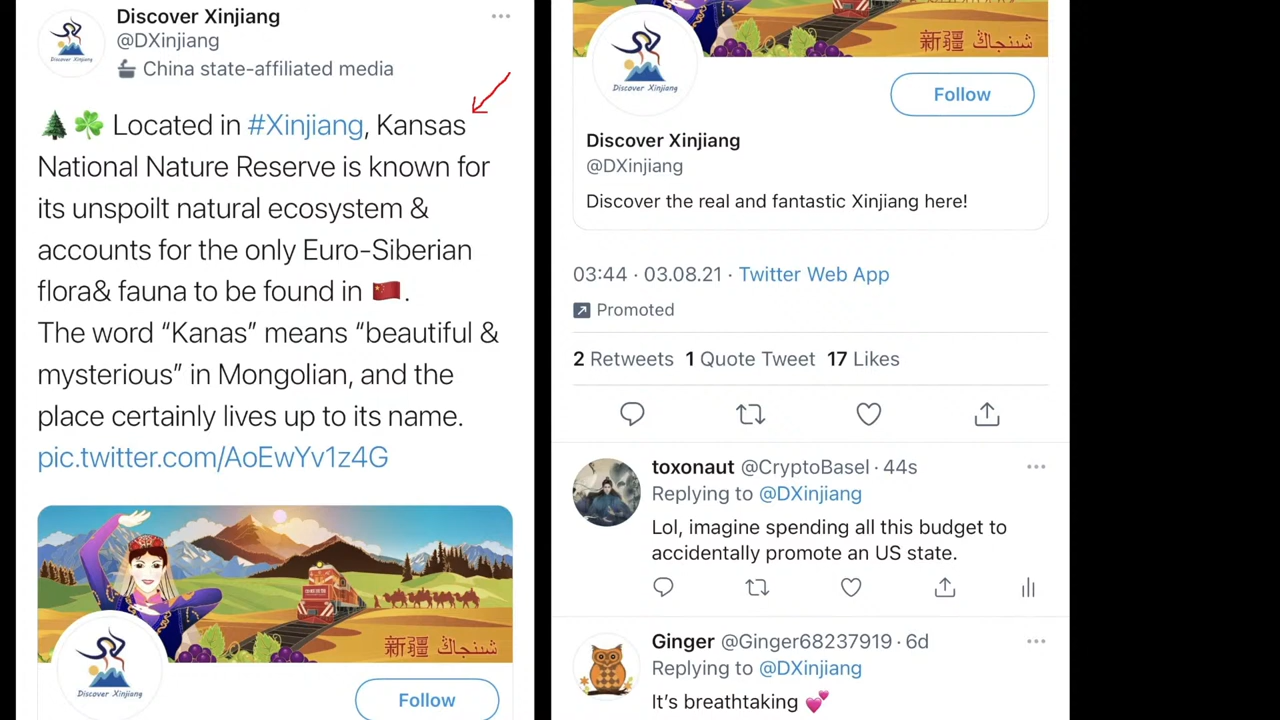 Discover Xinjiang
@DXinjiang
China state-affiliated media
🌲☘️ Located in #Xinjiang, Kansas
National Nature Reserve is known for
its unspoilt natural ecosystem &
accounts for the only Euro-Siberian
flora& fauna to be found in 🇨🇳.
The word “Kanas” means “beautiful &
mysterious” in Mongolian, and the
place certainly lives up to its name.
pic.twitter.com/AoEwYv1z4G
新疆 شىنجاڭ
Discover Xinjiang
Follow
新疆 شىنجاڭ
Discover Xinjiang
Follow
Discover Xinjiang
@DXinjiang
Discover the real and fantastic Xinjiang here!
03:44 · 03.08.21 · Twitter Web App
Promoted
2 Retweets 1 Quote Tweet 17 Likes
toxonaut @CryptoBasel · 44s
Replying to @DXinjiang
Lol, imagine spending all this budget to
accidentally promote an US state.
Ginger @Ginger68237919 · 6d
Replying to @DXinjiang
It’s breathtaking 💕